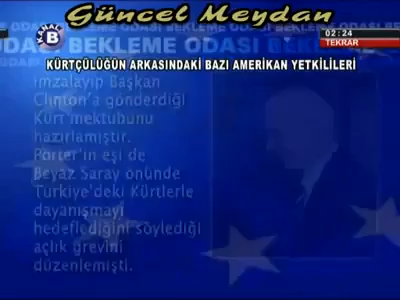 Güncel Meydan
KANAL B
02:24
TEKRAR
ODASI BEKLEME ODASI BEKLEME
KÜRTÇÜLÜĞÜN ARKASINDAKİ BAZI AMERİKAN YETKİLİLERİ
imzalayıp Başkan
Clinton'a gönderdiği
Kürt mektubunu
hazırlamıştır.
Porter'in eşi de
Beyaz Saray önünde
Türkiye'deki Kürtlerle
dayanışmayı
hedeflediğini söylediği
açlık grevini
düzenlemişti.